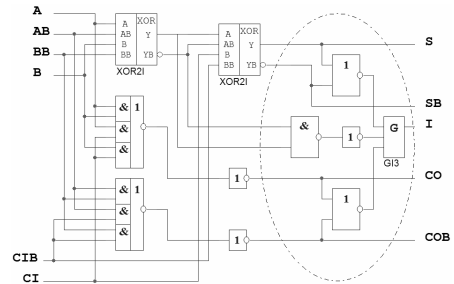 A
AB
BB
B
XOR
A Y
AB
B
BB YB
XOR2I
XOR
A Y
AB
B
BB YB
XOR2I
S
1
SB
I
& 1
&
&
&
1
G
GI3
1
CO
& 1
&
&
1
1
COB
CIB
CI